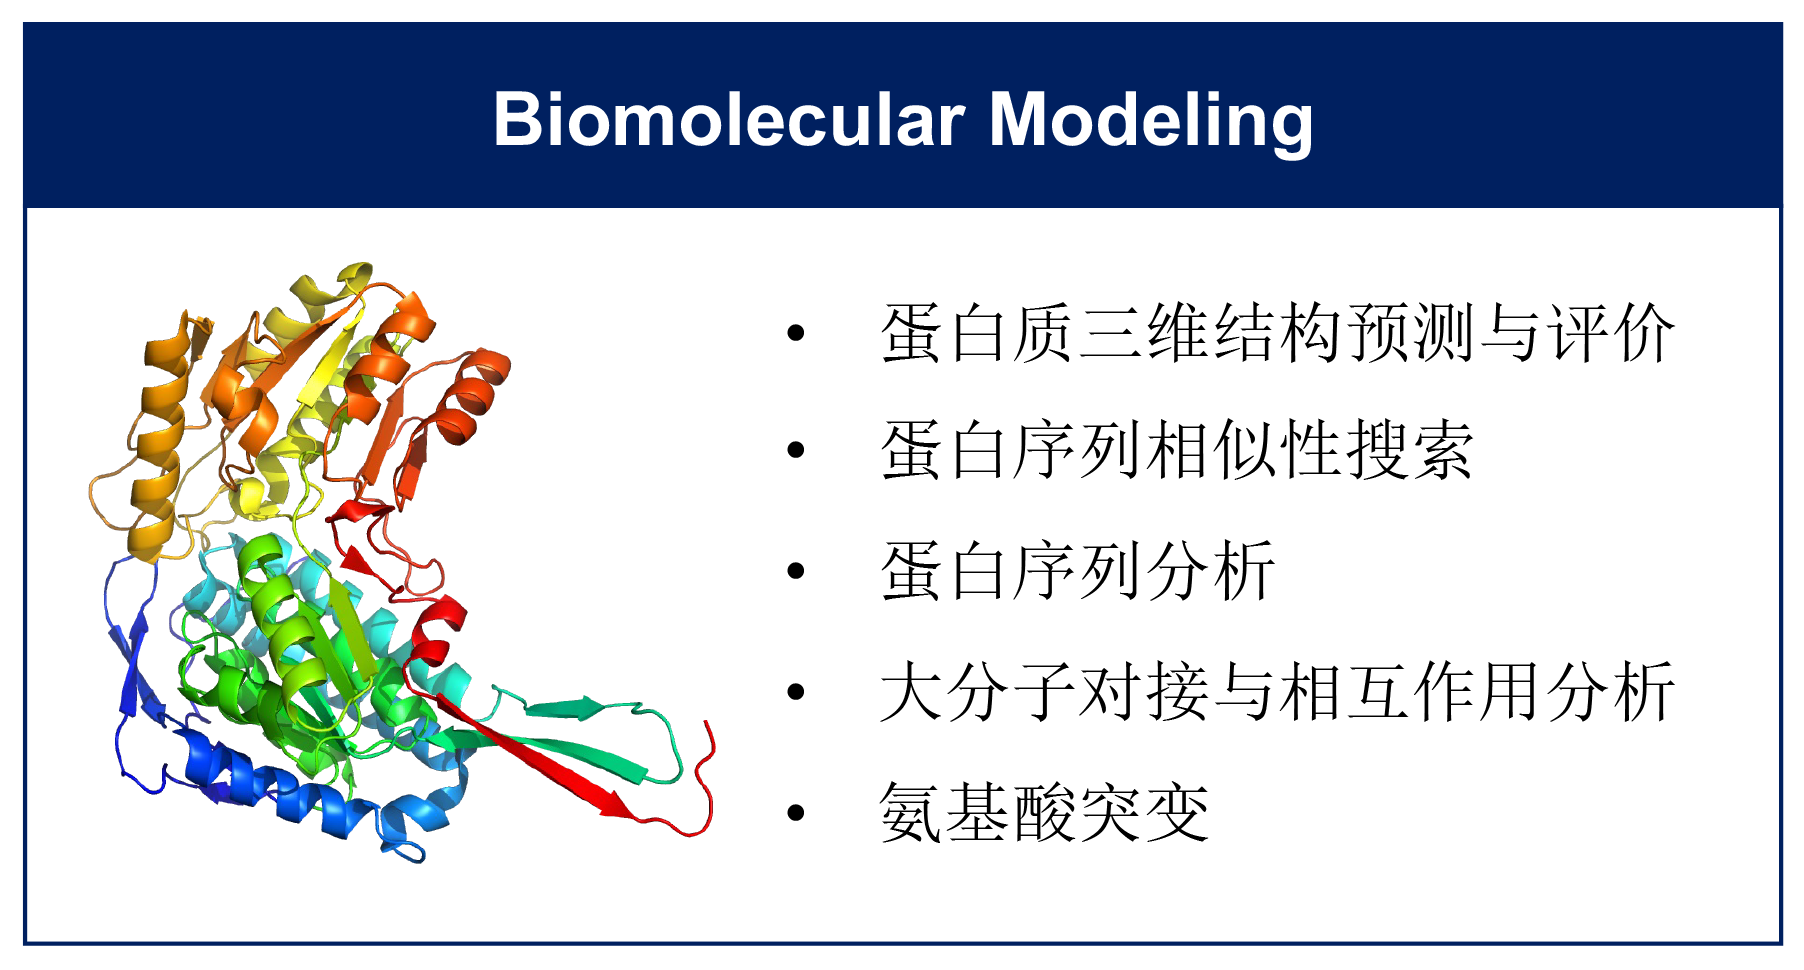 Biomolecular Modeling
• 蛋白质三维结构预测与评价
• 蛋白序列相似性搜索
• 蛋白序列分析
• 大分子对接与相互作用分析
• 氨基酸突变